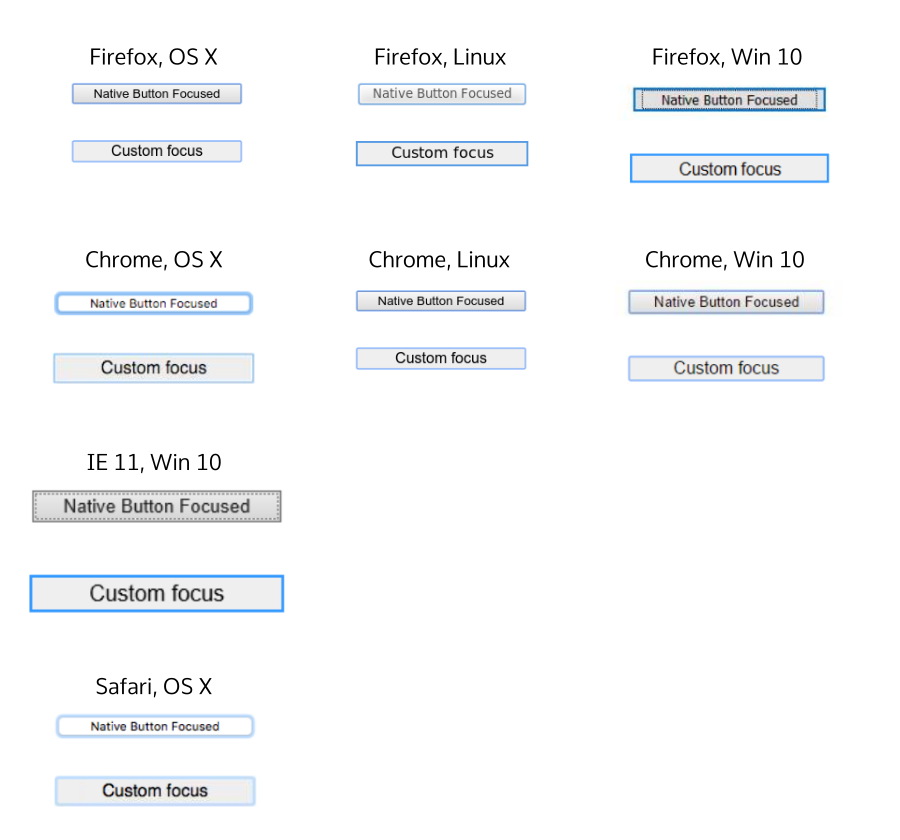 Firefox, OS X
Native Button Focused
Custom focus
Firefox, Linux
Native Button Focused
Custom focus
Firefox, Win 10
Native Button Focused
Custom focus
Chrome, OS X
Native Button Focused
Custom focus
Chrome, Linux
Native Button Focused
Custom focus
Chrome, Win 10
Native Button Focused
Custom focus
IE 11, Win 10
Native Button Focused
Custom focus
Safari, OS X
Native Button Focused
Custom focus